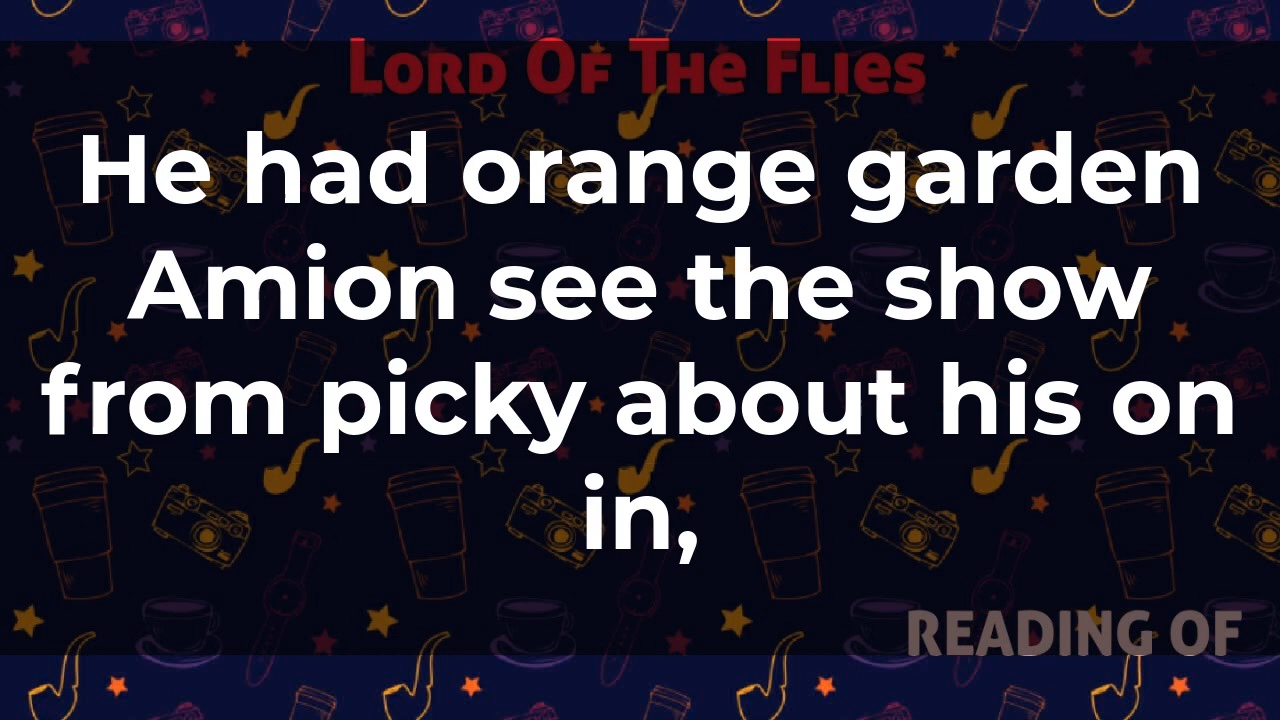 Lord Of The Flies
He had orange garden
Amion see the show
from picky about his on
in,
READING OF